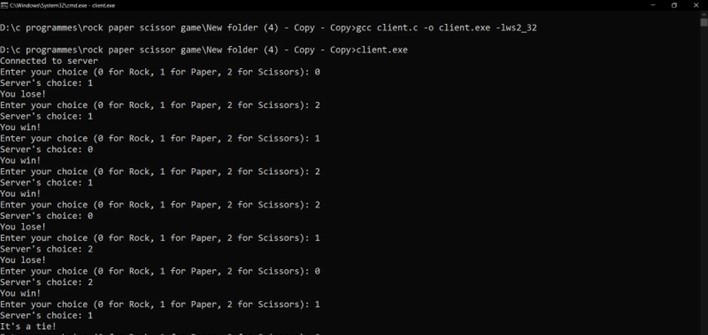 C:\Windows\System32\cmd.exe - client.exe
D:\c programmes\rock paper scissor game\New folder (4) - Copy - Copy>gcc client.c -o client.exe -lws2_32
D:\c programmes\rock paper scissor game\New folder (4) - Copy - Copy>client.exe
Connected to server
Enter your choice (0 for Rock, 1 for Paper, 2 for Scissors): 0
Server's choice: 1
You lose!
Enter your choice (0 for Rock, 1 for Paper, 2 for Scissors): 2
Server's choice: 1
You win!
Enter your choice (0 for Rock, 1 for Paper, 2 for Scissors): 1
Server's choice: 0
You win!
Enter your choice (0 for Rock, 1 for Paper, 2 for Scissors): 2
Server's choice: 1
You win!
Enter your choice (0 for Rock, 1 for Paper, 2 for Scissors): 2
Server's choice: 0
You lose!
Enter your choice (0 for Rock, 1 for Paper, 2 for Scissors): 1
Server's choice: 2
You lose!
Enter your choice (0 for Rock, 1 for Paper, 2 for Scissors): 0
Server's choice: 2
You win!
Enter your choice (0 for Rock, 1 for Paper, 2 for Scissors): 1
Server's choice: 1
It's a tie!